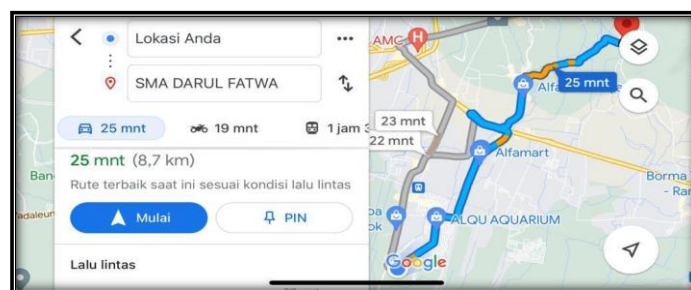 Lokasi Anda
SMA DARUL FATWA
25 mnt
19 mnt
1 jam
25 mnt (8,7 km)
Rute terbaik saat ini sesuai kondisi lalu lintas
Mulai
PIN
Lalu lintas
AMC
H
25 mnt
23 mnt
22 mnt
Alfamart
Borma
- Ra
ALQU AQUARIUM
Google